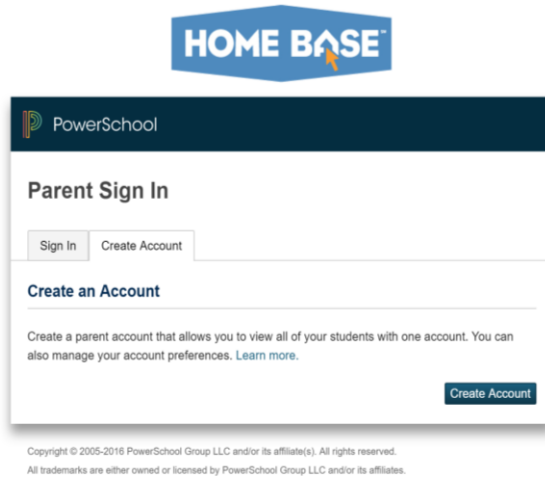 HOME BASE™
PowerSchool
Parent Sign In
Sign In
Create Account
Create an Account
Create a parent account that allows you to view all of your students with one account. You can
also manage your account preferences. Learn more.
Create Account
Copyright © 2005-2016 PowerSchool Group LLC and/or its affiliate(s). All rights reserved.
All trademarks are either owned or licensed by PowerSchool Group LLC and/or its affiliates.